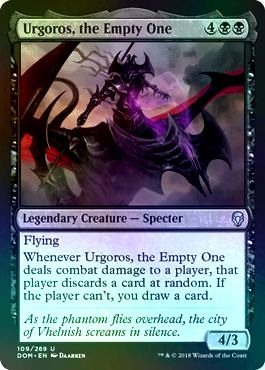 Urgoros, the Empty One 4
Legendary Creature — Specter
Flying
Whenever Urgoros, the Empty One
deals combat damage to a player, that
player discards a card at random. If
the player can't, you draw a card.
As the phantom flies overhead, the city
of Vhelnish screams in silence.
4/3
109/269 U
DOM • EN DAARKEN
™ & © 2018 Wizards of the Coast